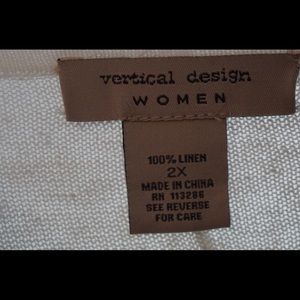 vertical design
WOMEN
100% LINEN
2X
MADE IN CHINA
RN 113286
SEE REVERSE
FOR CARE